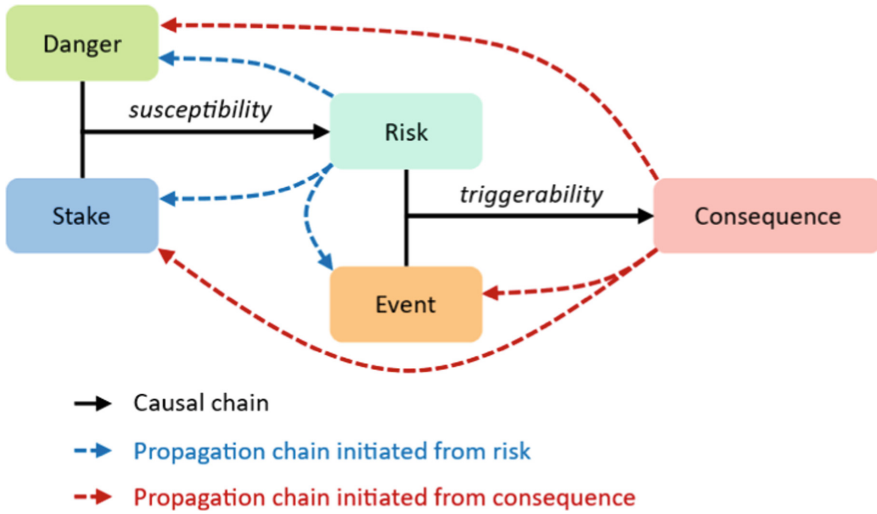 Danger
susceptibility
Risk
Stake
triggerability
Consequence
Event
Causal chain
Propagation chain initiated from risk
Propagation chain initiated from consequence